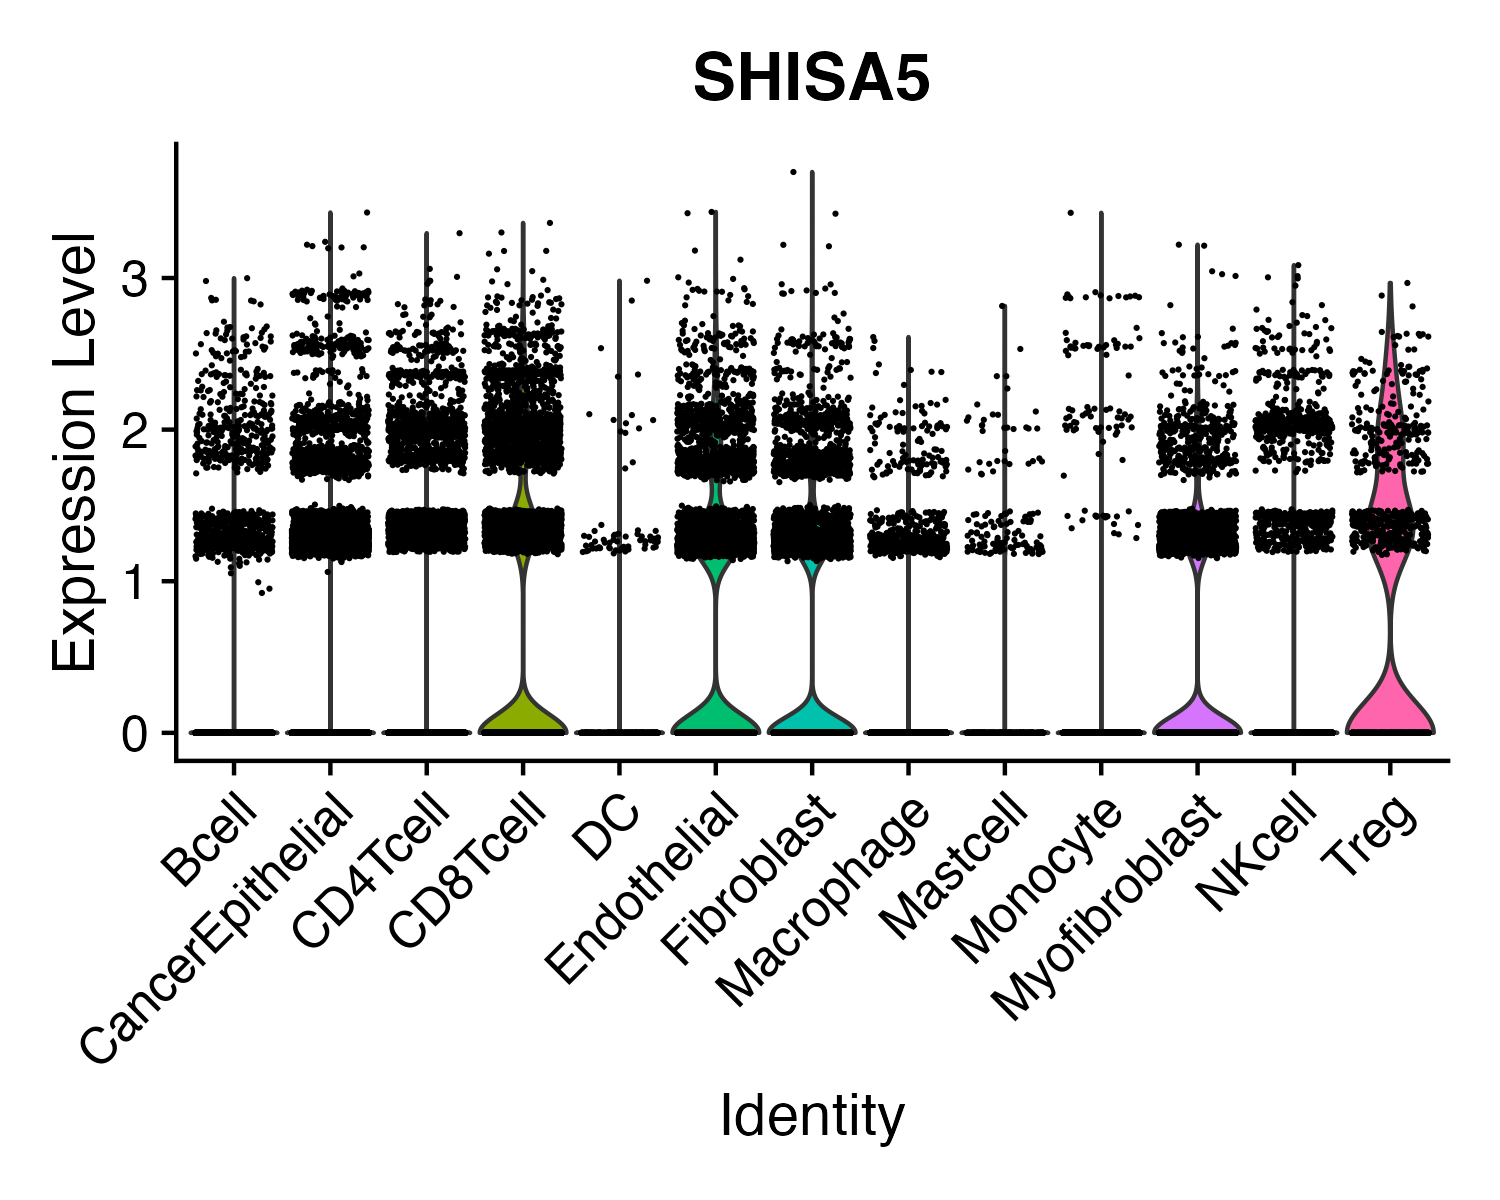 SHISA5
Expression Level
3
2
1
0
Bcell
CancerEpithelial
CD4Tcell
CD8Tcell
DC
Endothelial
Fibroblast
Macrophage
Mastcell
Monocyte
Myofibroblast
NKcell
Treg
Identity